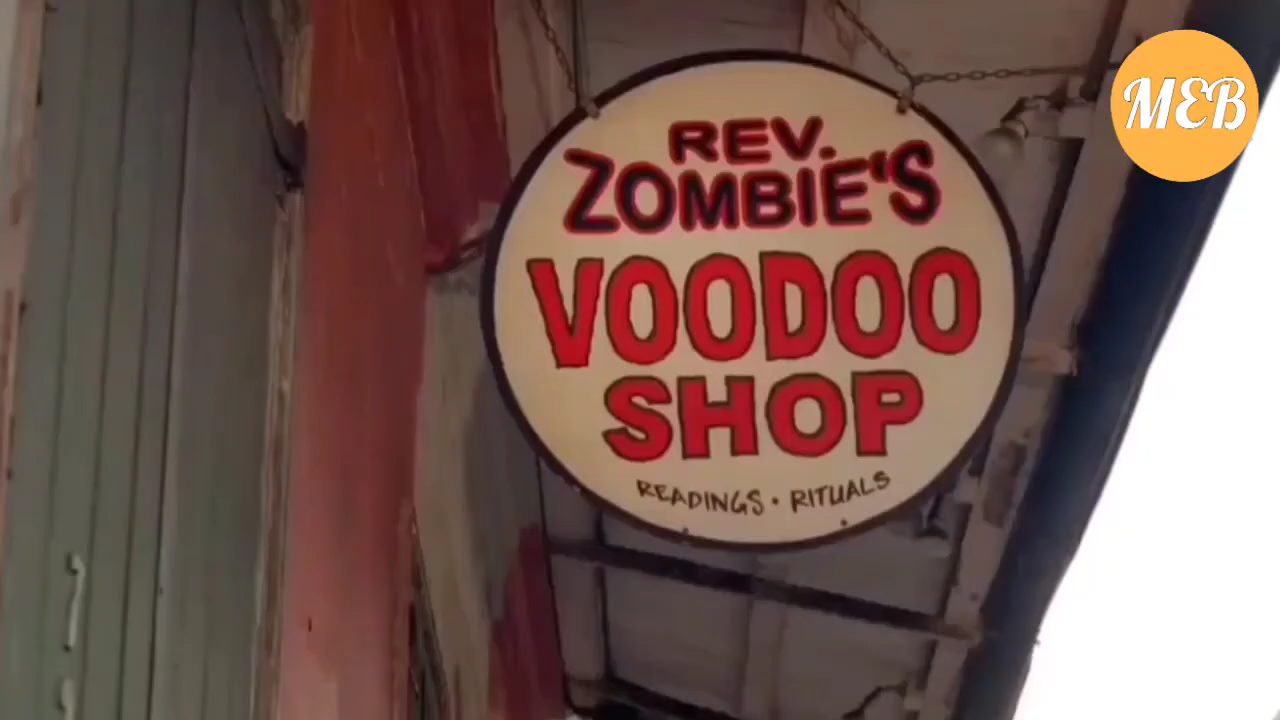 MEB
REV.
ZOMBIE'S
VOODOO
SHOP
READINGS • RITUALS